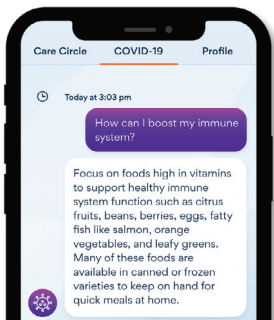 Care Circle COVID-19 Profile
Today at 3:03 pm
How can I boost my immune
system?
Focus on foods high in vitamins
to support healthy immune
system function such as citrus
fruits, beans, berries, eggs, fatty
fish like salmon, orange
vegetables, and leafy greens.
Many of these foods are
available in canned or frozen
varieties to keep on hand for
quick meals at home.